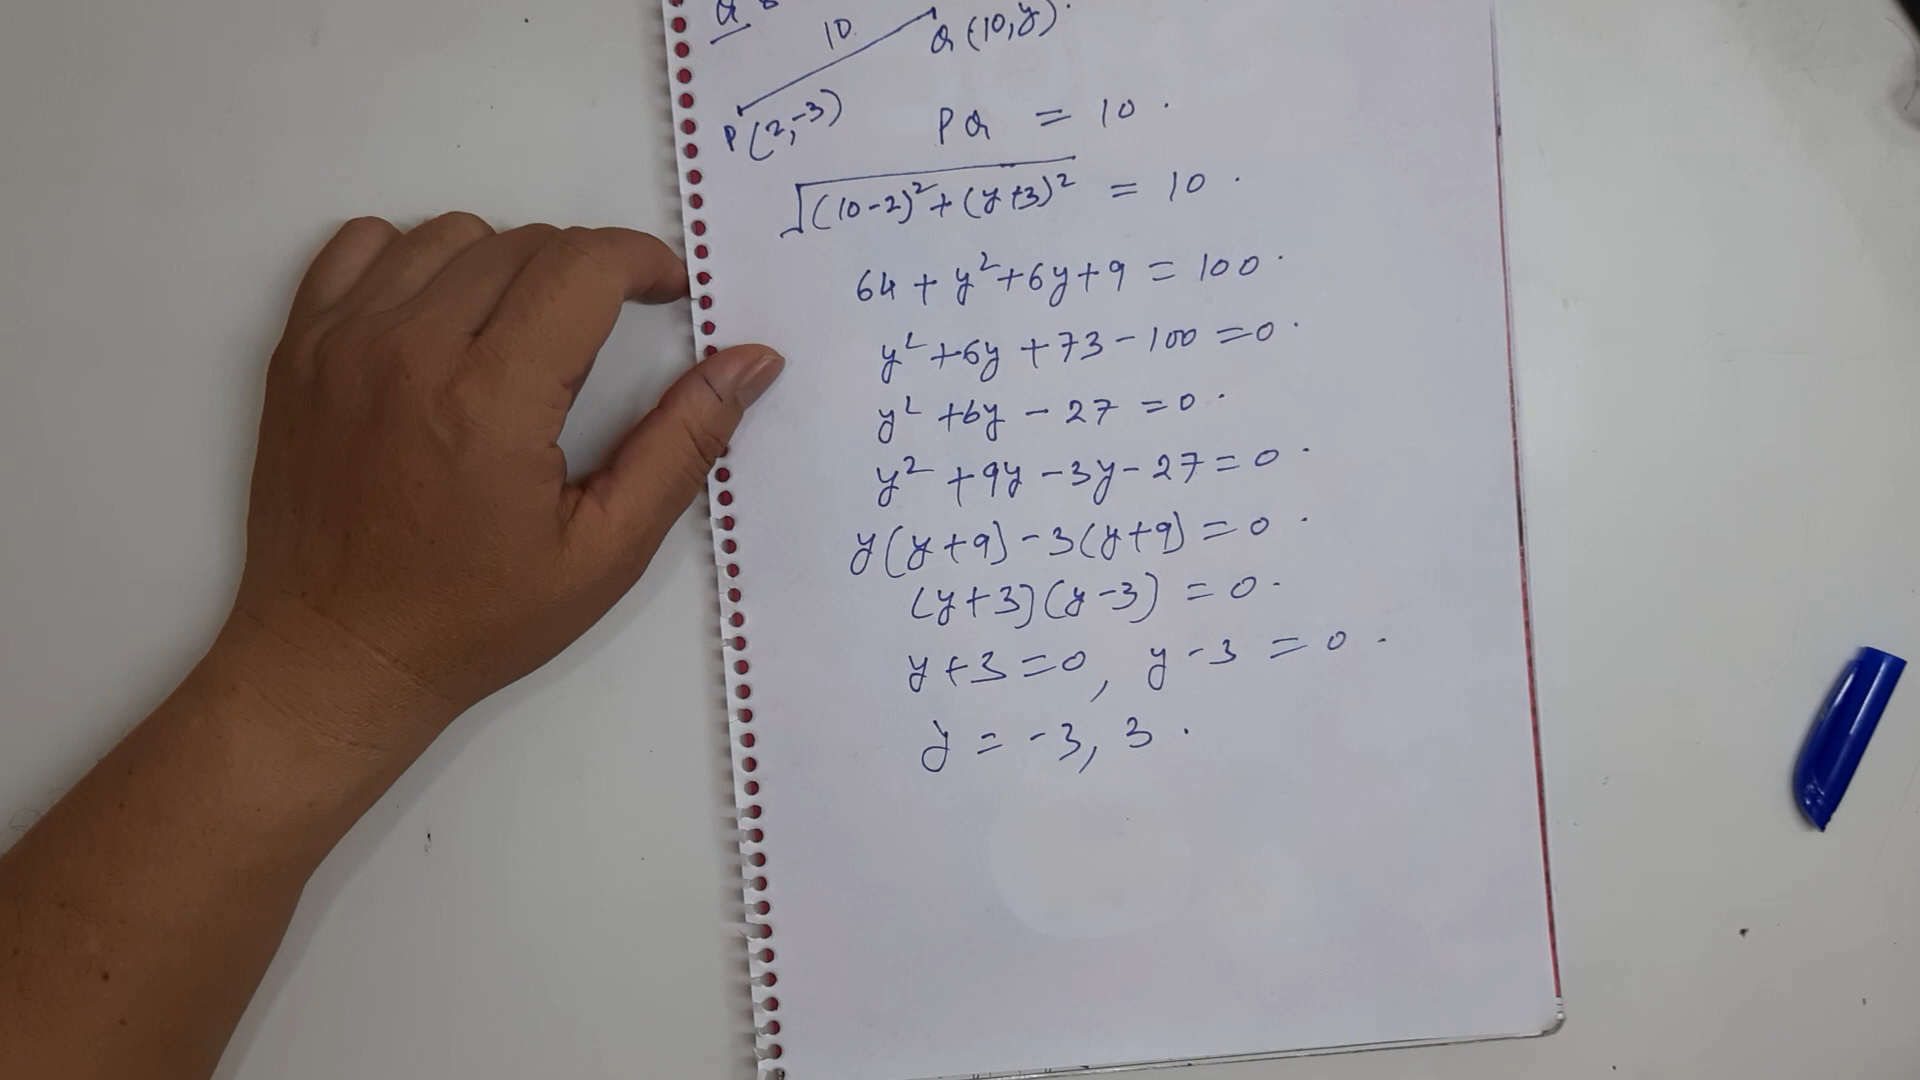 10. Q (10,y).
P(2,-3) PQ = 10.
√((10-2)²+(y+3)²) = 10.
64 + y²+6y+9 = 100.
y²+6y+73-100=0.
y²+6y-27=0.
y²+9y-3y-27=0.
y(y+9)-3(y+9)=0.
(y+3)(y-3)=0.
y+3=0, y-3=0.
y = -3, 3.